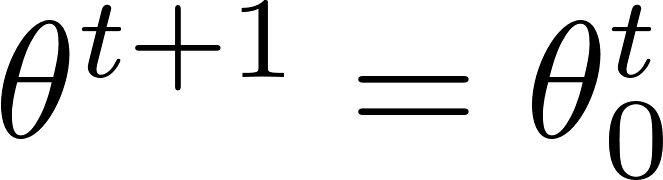 θ^{t+1} = θ_0^t